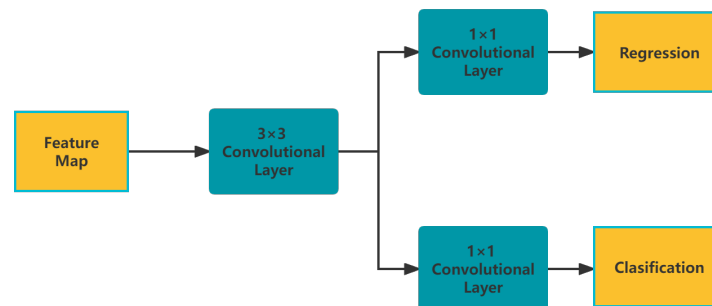 Feature
Map
3×3
Convolutional
Layer
1×1
Convolutional
Layer
Regression
1×1
Convolutional
Layer
Clasification